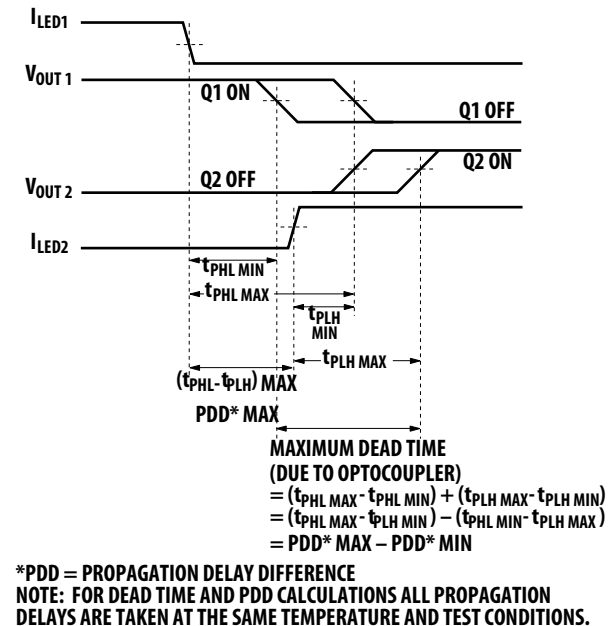 ILED1
VOUT 1
Q1 ON
Q1 OFF
Q2 ON
VOUT 2
Q2 OFF
ILED2
tPHL MIN
tPHL MAX
tPLH
MIN
tPLH MAX
(tPHL-tPLH) MAX
PDD* MAX
MAXIMUM DEAD TIME
(DUE TO OPTOCOUPLER)
= (tPHL MAX - tPHL MIN) + (tPLH MAX - tPLH MIN)
= (tPHL MAX - tPLH MIN) – (tPHL MIN - tPLH MAX)
= PDD* MAX – PDD* MIN
*PDD = PROPAGATION DELAY DIFFERENCE
NOTE: FOR DEAD TIME AND PDD CALCULATIONS ALL PROPAGATION
DELAYS ARE TAKEN AT THE SAME TEMPERATURE AND TEST CONDITIONS.